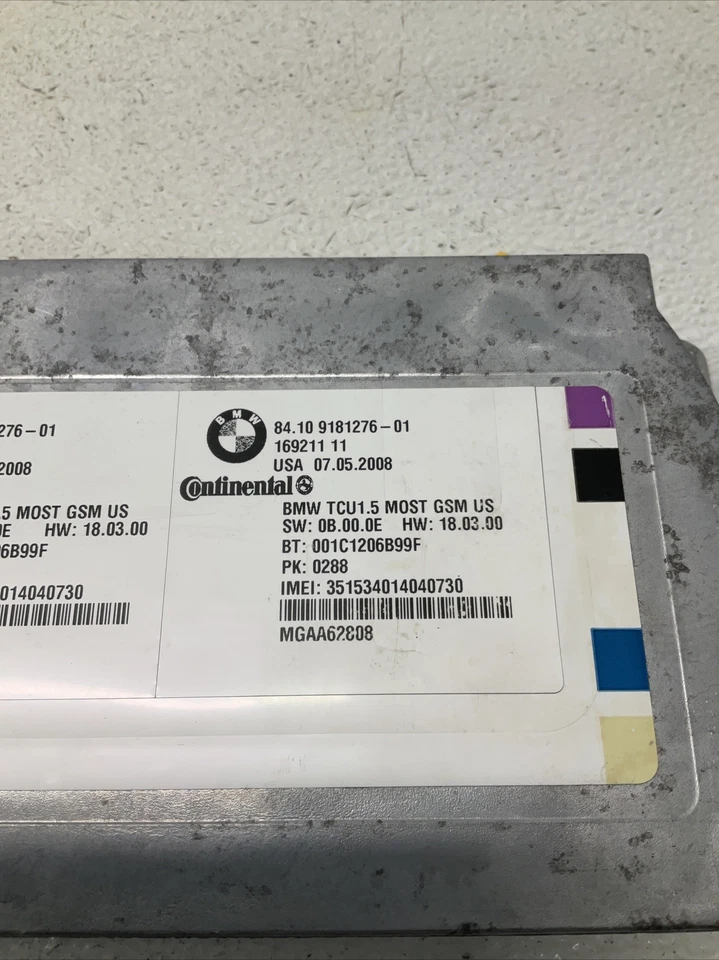 276-01
2008
.5 MOST GSM US
0E HW: 18.03.00
06B99F
014040730
BMW
84.10 9181276-01
169211 11
USA 07.05.2008
Continental
BMW TCU1.5 MOST GSM US
SW: 0B.00.0E HW: 18.03.00
BT: 001C1206B99F
PK: 0288
IMEI: 351534014040730
MGAA62808